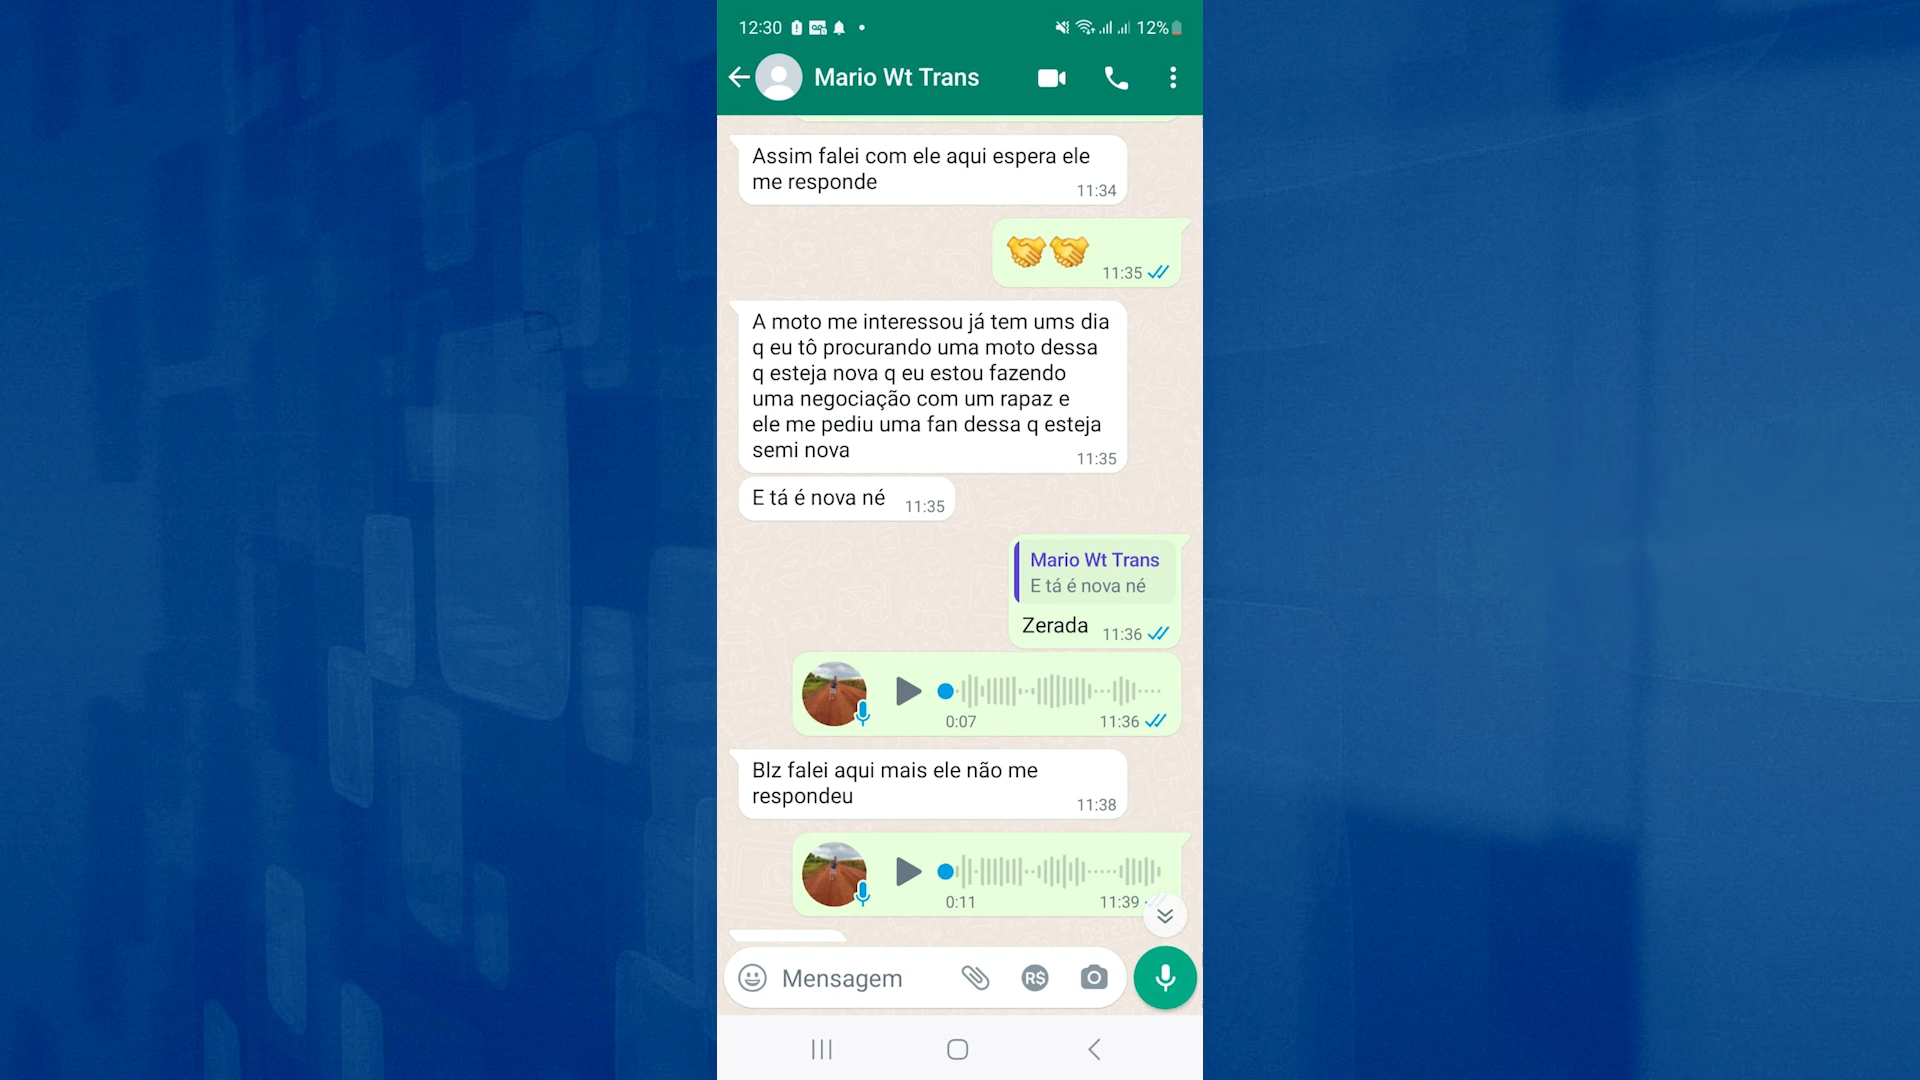 12:30
12%
Mario Wt Trans
Assim falei com ele aqui espera ele
me responde
11:34
11:35
A moto me interessou já tem ums dia
q eu tô procurando uma moto dessa
q esteja nova q eu estou fazendo
uma negociação com um rapaz e
ele me pediu uma fan dessa q esteja
semi nova
11:35
E tá é nova né
11:35
Mario Wt Trans
E tá é nova né
Zerada
11:36
0:07
11:36
Blz falei aqui mais ele não me
respondeu
11:38
0:11
11:39
Mensagem
R$